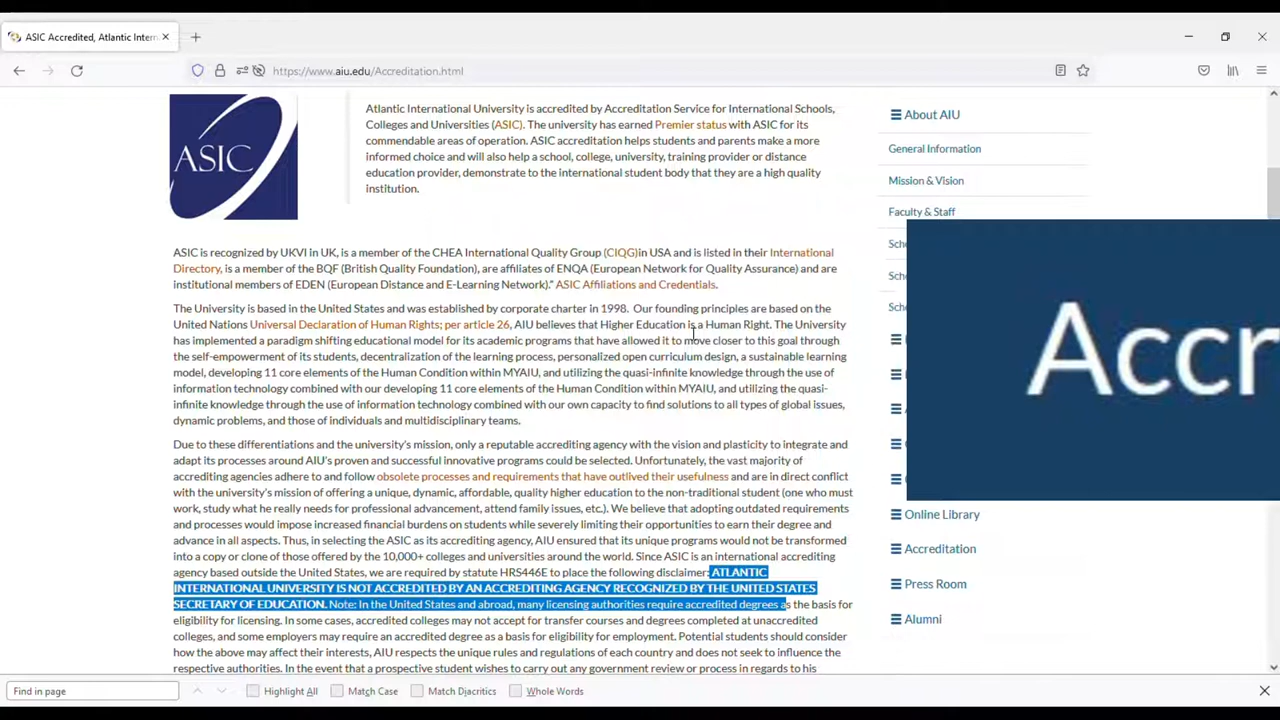 ASIC Accredited, Atlantic Intern
https://www.aiu.edu/Accreditation.html
ASIC
Atlantic International University is accredited by Accreditation Service for International Schools,
Colleges and Universities (ASIC). The university has earned Premier status with ASIC for its
commendable areas of operation. ASIC accreditation helps students and parents make a more
informed choice and will also help a school, college, university, training provider or distance
education provider, demonstrate to the international student body that they are a high quality
institution.
ASIC is recognized by UKVI in UK, is a member of the CHEA International Quality Group (CIQG)in USA and is listed in their International
Directory, is a member of the BQF (British Quality Foundation), are affiliates of ENQA (European Network for Quality Assurance) and are
institutional members of EDEN (European Distance and E-Learning Network).” ASIC Affiliations and Credentials.
The University is based in the United States and was established by corporate charter in 1998. Our founding principles are based on the
United Nations Universal Declaration of Human Rights; per article 26, AIU believes that Higher Education is a Human Right. The University
has implemented a paradigm shifting educational model for its academic programs that have allowed it to move closer to this goal through
the self-empowerment of its students, decentralization of the learning process, personalized open curriculum design, a sustainable learning
model, developing 11 core elements of the Human Condition within MYAIU, and utilizing the quasi-infinite knowledge through the use of
information technology combined with our developing 11 core elements of the Human Condition within MYAIU, and utilizing the quasi-
infinite knowledge through the use of information technology combined with our own capacity to find solutions to all types of global issues,
dynamic problems, and those of individuals and multidisciplinary teams.
Due to these differentiations and the university’s mission, only a reputable accrediting agency with the vision and plasticity to integrate and
adapt its processes around AIU’s proven and successful innovative programs could be selected. Unfortunately, the vast majority of
accrediting agencies adhere to and follow obsolete processes and requirements that have outlived their usefulness and are in direct conflict
with the university’s mission of offering a unique, dynamic, affordable, quality higher education to the non-traditional student (one who must
work, study what he really needs for professional advancement, attend family issues, etc.). We believe that adopting outdated requirements
and processes would impose increased financial burdens on students while severely limiting their opportunities to earn their degree and
advance in all aspects. Thus, in selecting the ASIC as its accrediting agency, AIU ensured that its unique programs would not be transformed
into a copy or clone of those offered by the 10,000+ colleges and universities around the world. Since ASIC is an international accrediting
agency based outside the United States, we are required by statute HRS446E to place the following disclaimer: ATLANTIC
INTERNATIONAL UNIVERSITY IS NOT ACCREDITED BY AN ACCREDITING AGENCY RECOGNIZED BY THE UNITED STATES
SECRETARY OF EDUCATION. Note: In the United States and abroad, many licensing authorities require accredited degrees as the basis for
eligibility for licensing. In some cases, accredited colleges may not accept for transfer courses and degrees completed at unaccredited
colleges, and some employers may require an accredited degree as a basis for eligibility for employment. Potential students should consider
how the above may affect their interests, AIU respects the unique rules and regulations of each country and does not seek to influence the
respective authorities. In the event that a prospective student wishes to carry out any government review or process in regards to his
About AIU
General Information
Mission & Vision
Faculty & Staff
Sch
Sch
Sch
Accr
Online Library
Accreditation
Press Room
Alumni
Find in page
Highlight All
Match Case
Match Diacritics
Whole Words